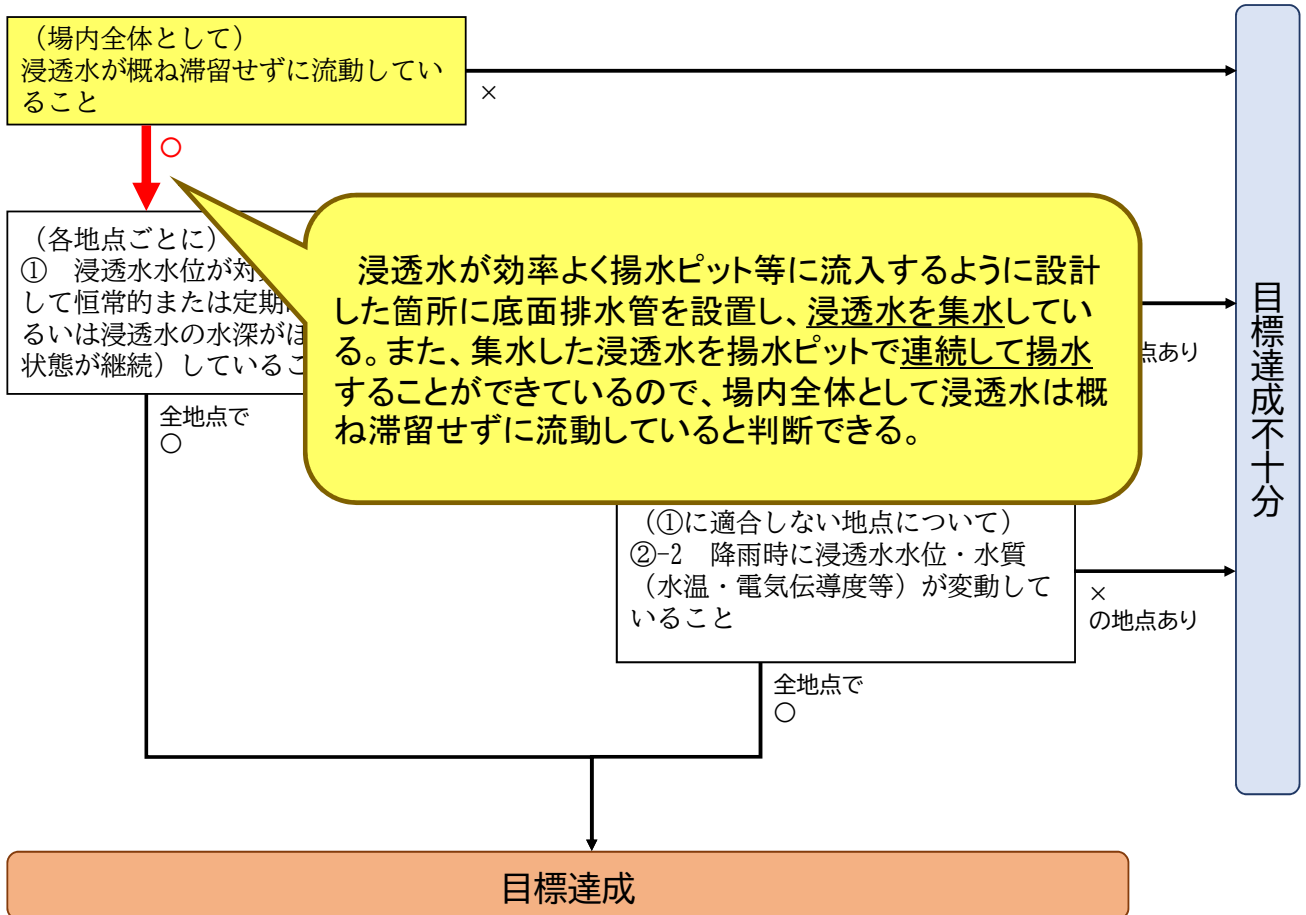 （場内全体として）
浸透水が概ね滞留せずに流動してい
ること
×
○
（各地点ごとに）
①　浸透水水位が対
して恒常的または定期
るいは浸透水の水深がほ
状態が継続）しているこ
全地点で
○
　浸透水が効率よく揚水ピット等に流入するように設計
した箇所に底面排水管を設置し、浸透水を集水してい
る。また、集水した浸透水を揚水ピットで連続して揚水
することができているので、場内全体として浸透水は概
ね滞留せずに流動していると判断できる。
点あり
（①に適合しない地点について）
②-2　降雨時に浸透水水位・水質
（水温・電気伝導度等）が変動して
いること
×
の地点あり
全地点で
○
目標達成不十分
目標達成